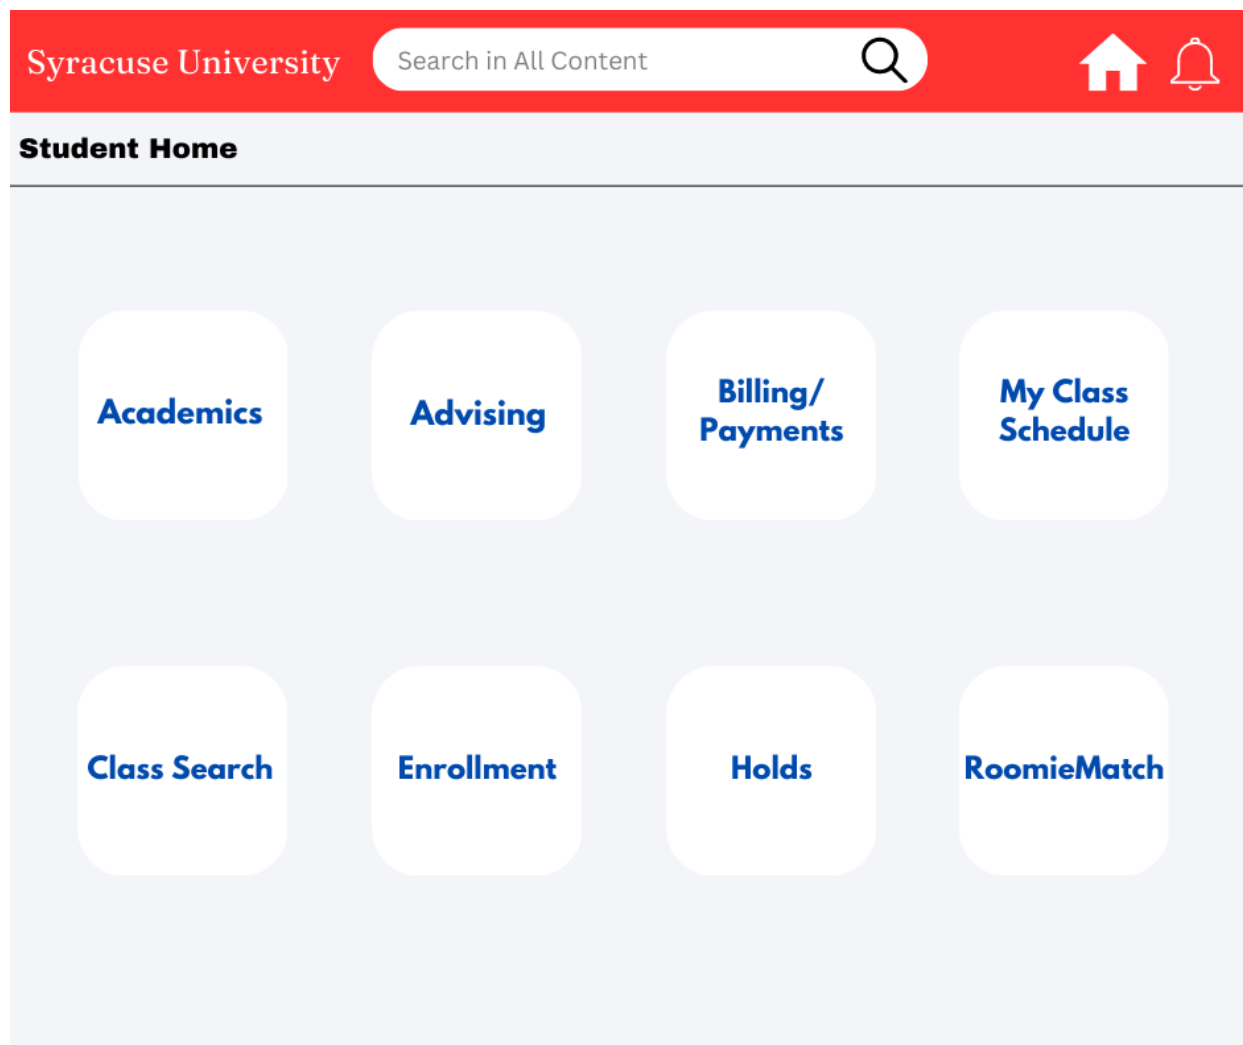 Syracuse University
Search in All Content
Student Home
Academics
Advising
Billing/
Payments
My Class
Schedule
Class Search
Enrollment
Holds
RoomieMatch